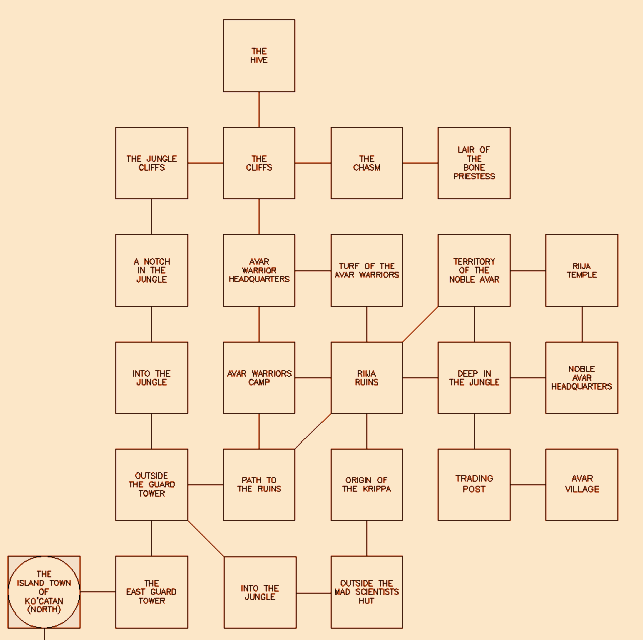 THE
HIVE
THE JUNGLE
CLIFFS
THE
CLIFFS
THE
CHASM
LAIR OF
THE
BONE
PRIESTESS
A NOTCH
IN THE
JUNGLE
AVAR
WARRIOR
HEADQUARTERS
TURF OF THE
AVAR WARRIORS
TERRITORY
OF THE
NOBLE AVAR
RIIJA
TEMPLE
INTO THE
JUNGLE
AVAR WARRIORS
CAMP
RIIJA
RUINS
DEEP IN
THE JUNGLE
NOBLE
AVAR
HEADQUARTERS
OUTSIDE
THE GUARD
TOWER
PATH TO
THE RUINS
ORIGIN OF
THE KRIPPA
TRADING
POST
AVAR
VILLAGE
THE
ISLAND TOWN
OF
KO'CATAN
(NORTH)
THE
EAST GUARD
TOWER
INTO THE
JUNGLE
OUTSIDE THE
MAD SCIENTISTS
HUT